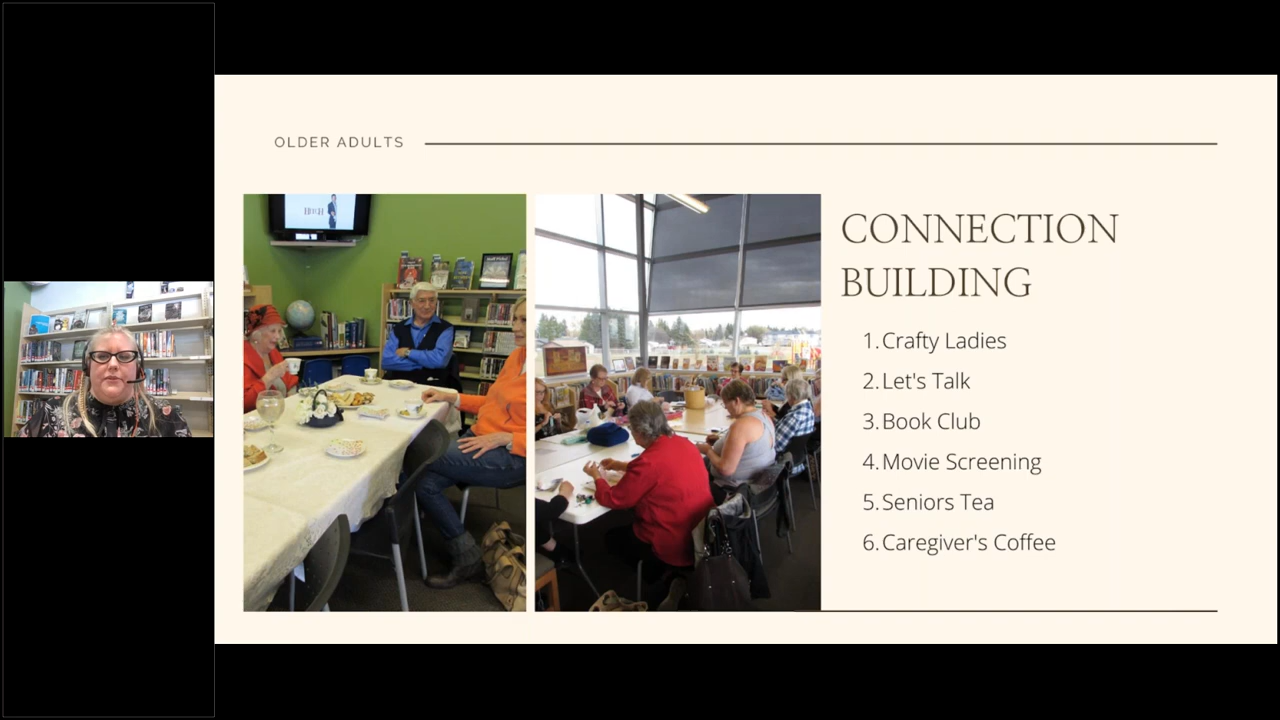 OLDER ADULTS
CONNECTION
BUILDING
1. Crafty Ladies
2. Let's Talk
3. Book Club
4. Movie Screening
5. Seniors Tea
6. Caregiver's Coffee